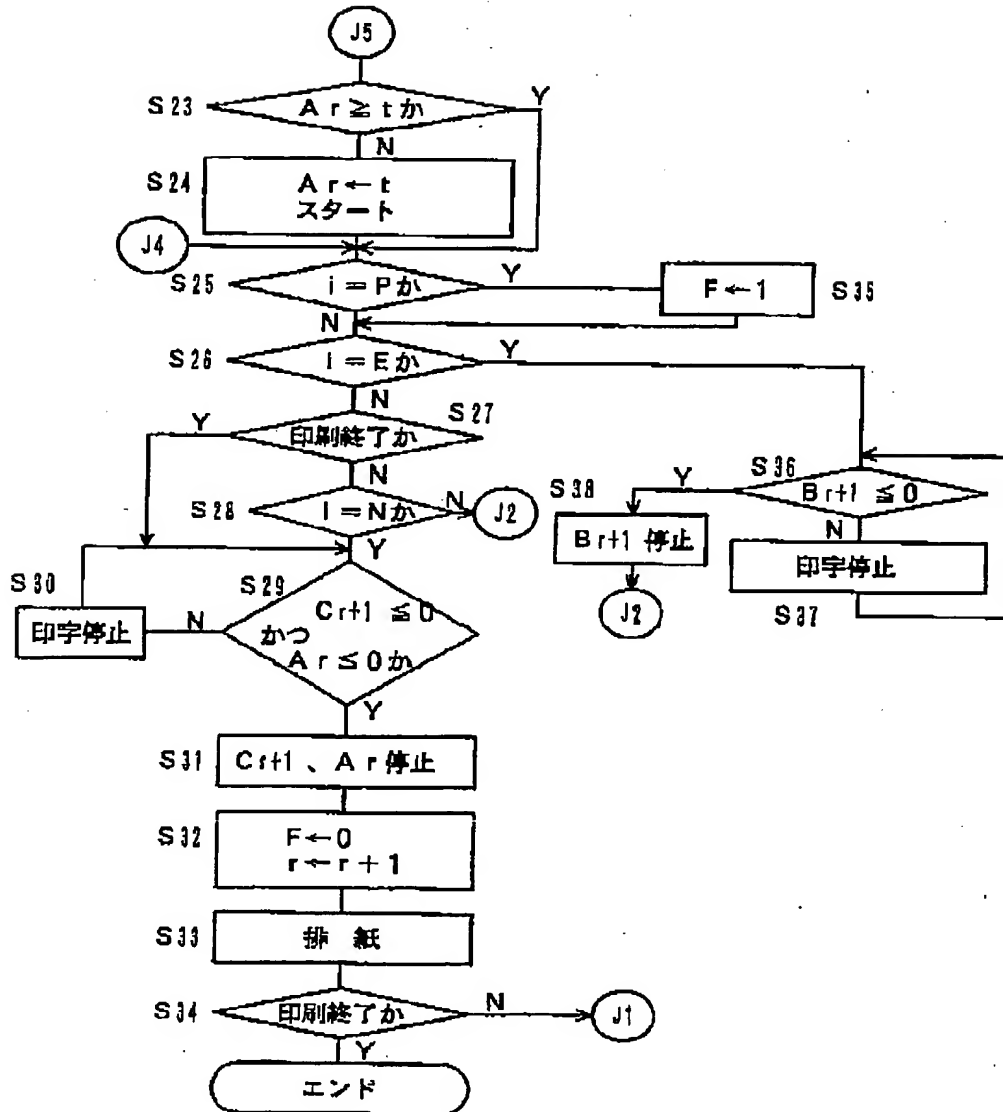 J5
S23
Ar≧tか
Y
N
S24
Ar←t
スタート
J4
S25
i=Pか
Y
F←1
S35
N
S26
i=Eか
Y
N
S27
Y
印刷終了か
N
S28
i=Nか
N
J2
Y
S36
Br+1≦0
Y
S38
Br+1 停止
J2
N
印字停止
S37
S30
印字停止
N
S29
Cr+1≦0
かつ
Ar≦0か
Y
S31
Cr+1、Ar停止
S32
F←0
r←r+1
S33
排 紙
S34
印刷終了か
N
J1
Y
エンド